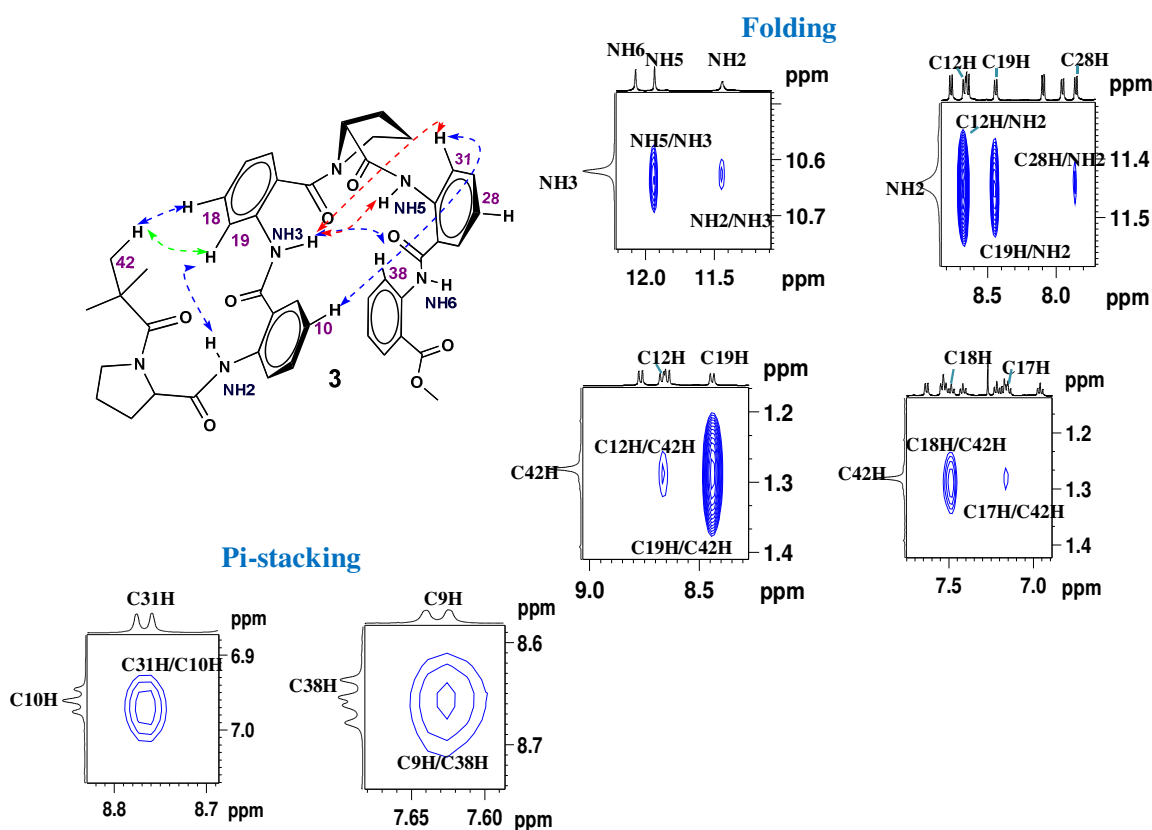 Folding
NH6
NH5
NH2
ppm
NH5/NH3
NH3
10.6
10.7
NH2/NH3
12.0
11.5
ppm
C12H
C19H
C28H
ppm
C12H/NH2
C28H/NH2
11.4
NH2
11.5
C19H/NH2
8.5
8.0
ppm
H
H
N
O
N
O
31
28
H
H
N
H
NH5
18
H
19
H
NH3
N
H
O
H
38
N
H
NH6
42
O
H
10
O
H
N
NH2
N
O
3
O
O
C12H
C19H
ppm
1.2
C12H/C42H
C42H
1.3
C19H/C42H
1.4
9.0
8.5
ppm
C18H
C17H
ppm
1.2
C18H/C42H
C42H
1.3
C17H/C42H
1.4
7.5
7.0
ppm
Pi-stacking
C31H
ppm
C31H/C10H
6.9
C10H
7.0
8.8
8.7
ppm
C9H
ppm
8.6
C38H
8.7
C9H/C38H
7.65
7.60
ppm